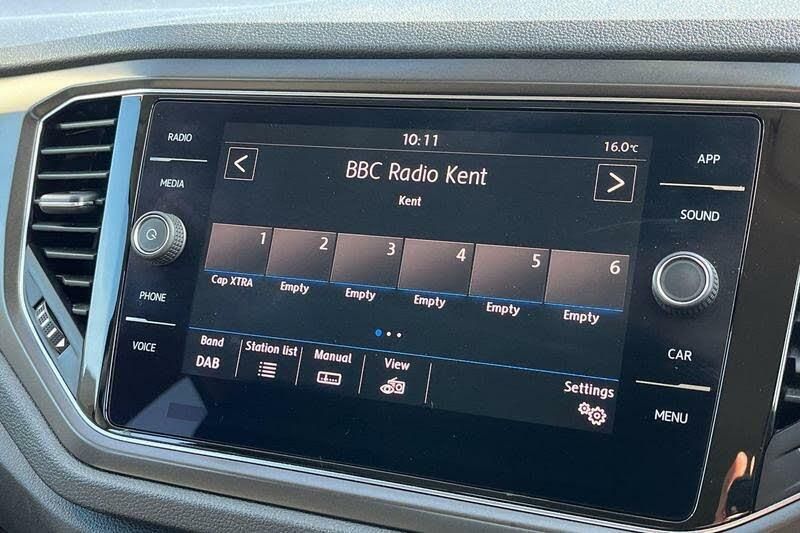 RADIO
MEDIA
PHONE
VOICE
10:11
16.0°C
BBC Radio Kent
Kent
1 2 3 4 5 6
Cap XTRA Empty Empty Empty Empty Empty
Band Station list Manual View Settings
DAB
APP
SOUND
CAR
MENU